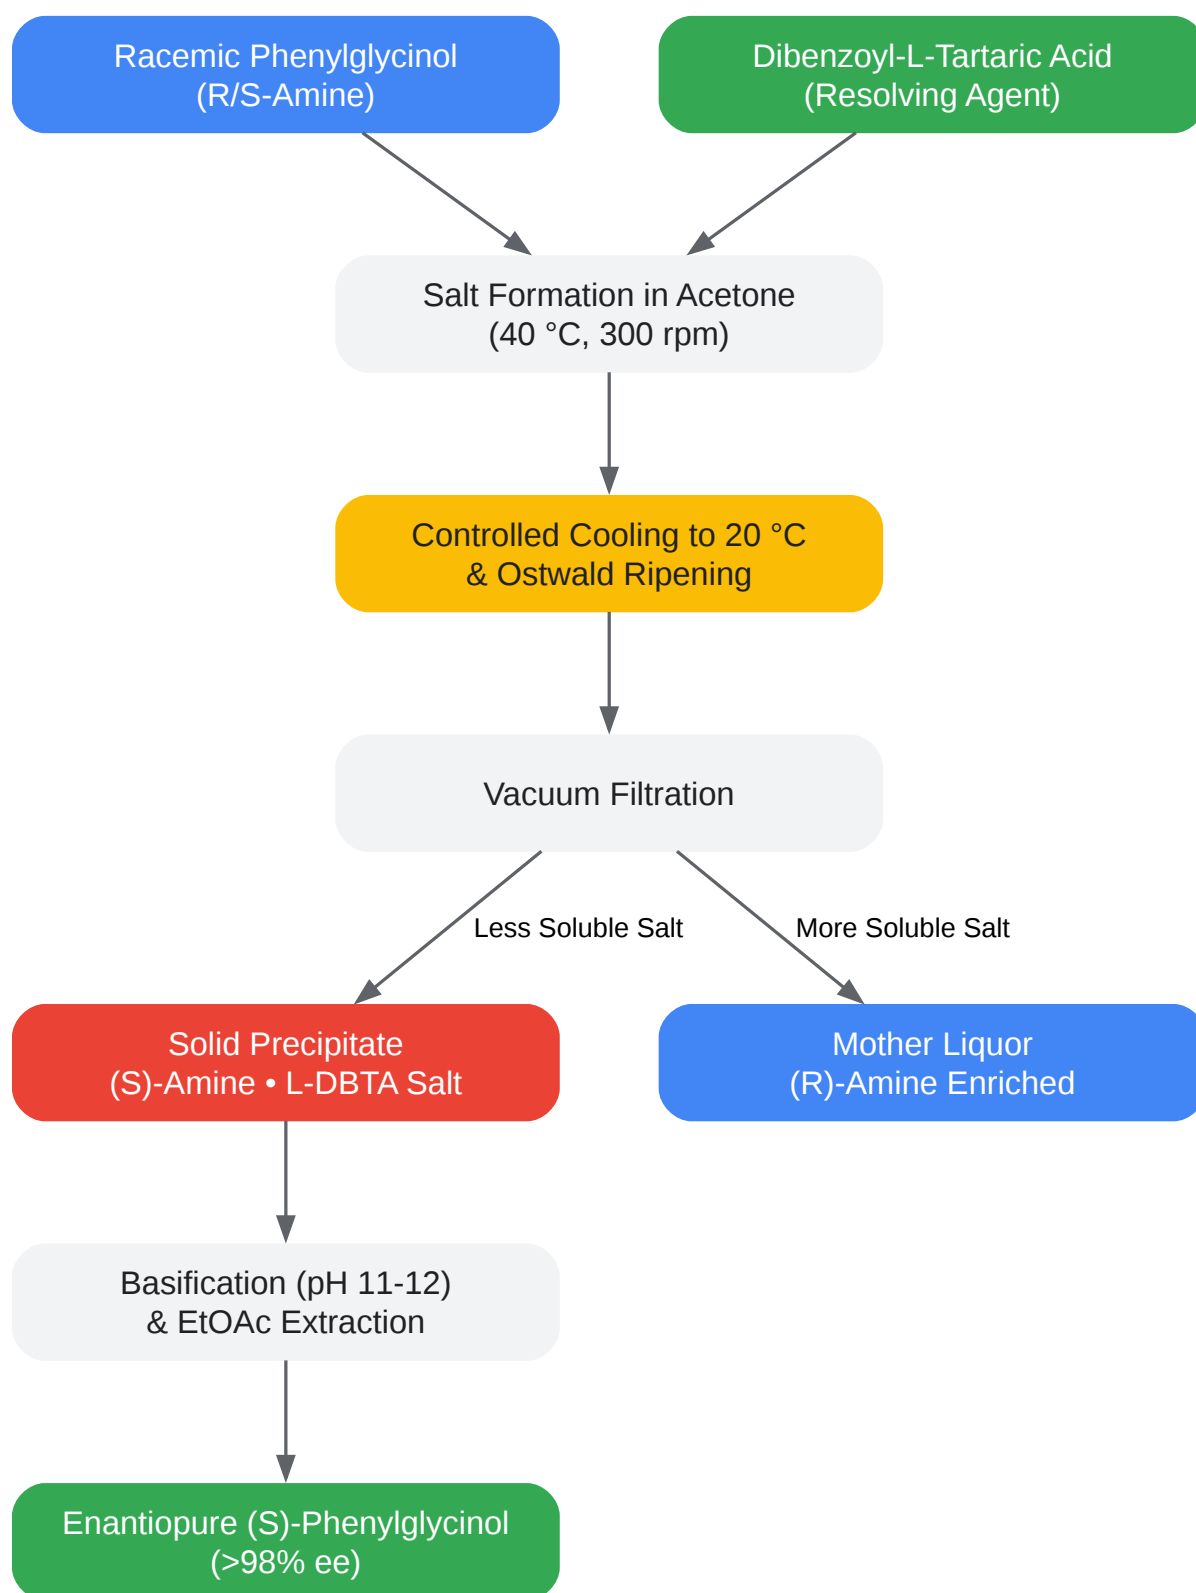 Racemic Phenylglycinol
(R/S-Amine)
Dibenzoyl-L-Tartaric Acid
(Resolving Agent)
Salt Formation in Acetone
(40 °C, 300 rpm)
Controlled Cooling to 20 °C
& Ostwald Ripening
Vacuum Filtration
Less Soluble Salt
More Soluble Salt
Solid Precipitate
(S)-Amine • L-DBTA Salt
Mother Liquor
(R)-Amine Enriched
Basification (pH 11-12)
& EtOAc Extraction
Enantiopure (S)-Phenylglycinol
(>98% ee)